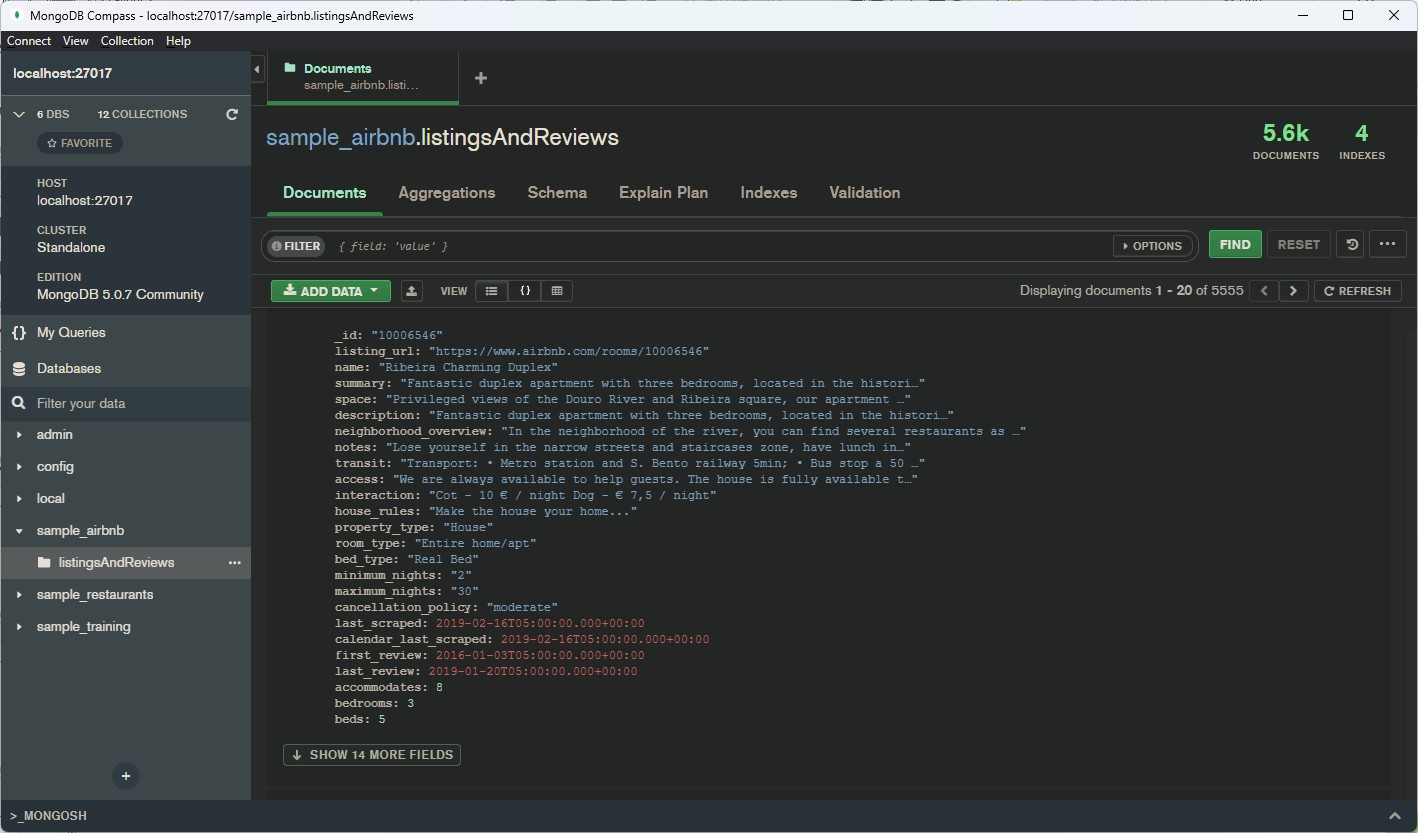 MongoDB Compass - localhost:27017/sample_airbnb.listingsAndReviews
Connect View Collection Help
localhost:27017
6 DBS 12 COLLECTIONS
FAVORITE
HOST
localhost:27017
CLUSTER
Standalone
EDITION
MongoDB 5.0.7 Community
{} My Queries
Databases
Filter your data
admin
config
local
sample_airbnb
listingsAndReviews
sample_restaurants
sample_training
+
Documents
sample_airbnb.listi...
+
sample_airbnb.listingsAndReviews
5.6k
DOCUMENTS
4
INDEXES
Documents Aggregations Schema Explain Plan Indexes Validation
FILTER { field: 'value' } OPTIONS FIND RESET
ADD DATA VIEW {} Displaying documents 1 - 20 of 5555 REFRESH
_id: "10006546"
listing_url: "https://www.airbnb.com/rooms/10006546"
name: "Ribeira Charming Duplex"
summary: "Fantastic duplex apartment with three bedrooms, located in the histori…"
space: "Privileged views of the Douro River and Ribeira square, our apartment …"
description: "Fantastic duplex apartment with three bedrooms, located in the histori…"
neighborhood_overview: "In the neighborhood of the river, you can find several restaurants as …"
notes: "Lose yourself in the narrow streets and staircases zone, have lunch in…"
transit: "Transport: • Metro station and S. Bento railway 5min; • Bus stop a 50 …"
access: "We are always available to help guests. The house is fully available t…"
interaction: "Cot - 10 € / night Dog - € 7,5 / night"
house_rules: "Make the house your home..."
property_type: "House"
room_type: "Entire home/apt"
bed_type: "Real Bed"
minimum_nights: "2"
maximum_nights: "30"
cancellation_policy: "moderate"
last_scraped: 2019-02-16T05:00:00.000+00:00
calendar_last_scraped: 2019-02-16T05:00:00.000+00:00
first_review: 2016-01-03T05:00:00.000+00:00
last_review: 2019-01-20T05:00:00.000+00:00
accommodates: 8
bedrooms: 3
beds: 5
SHOW 14 MORE FIELDS
>_MONGOSH